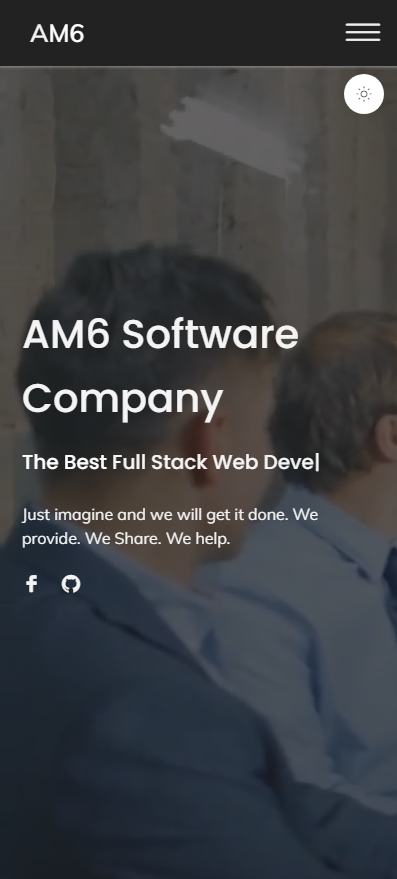 AM6
AM6 Software
Company
The Best Full Stack Web Deve|
Just imagine and we will get it done. We
provide. We Share. We help.